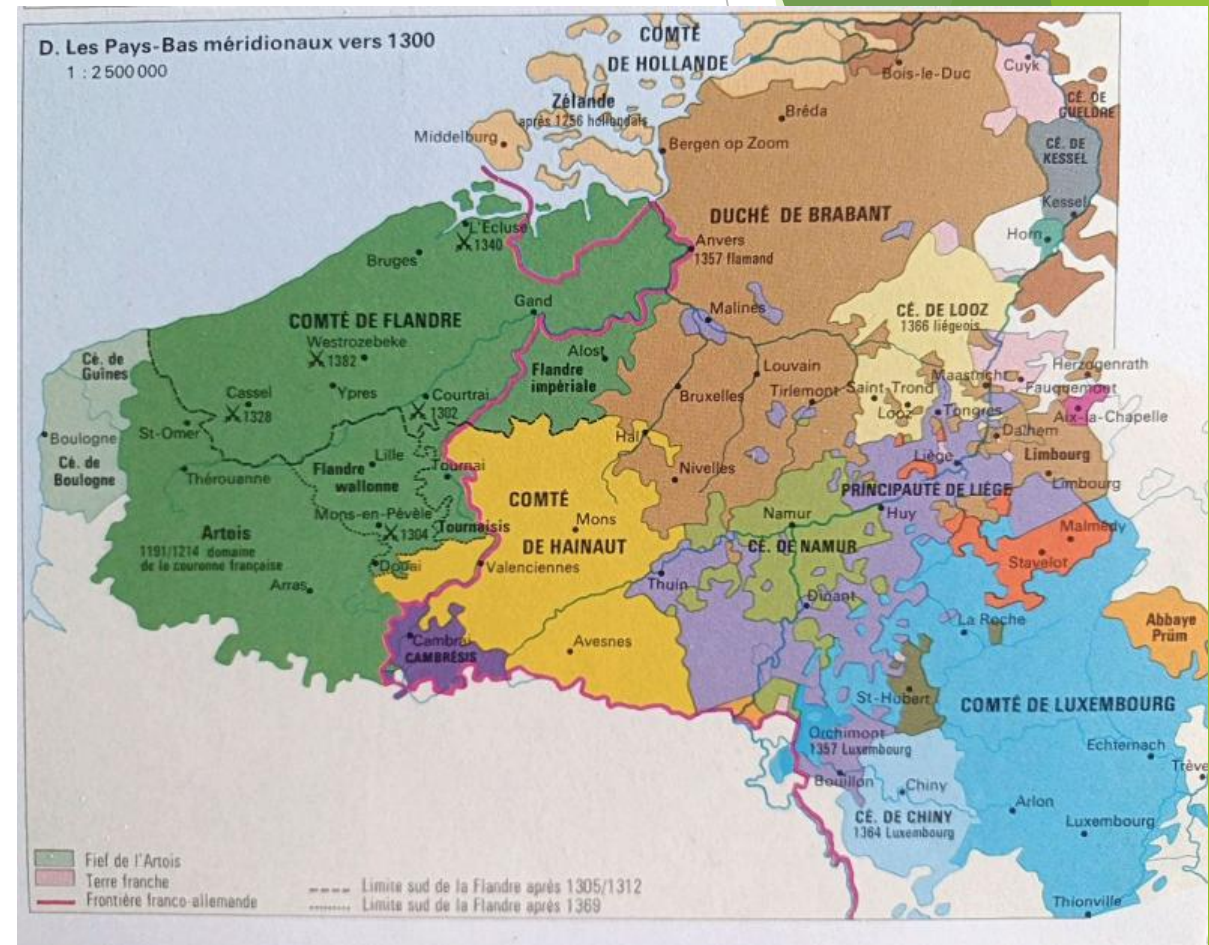 D. Les Pays-Bas méridionaux vers 1300
1 : 2 500 000
COMTÉ
DE HOLLANDE
Bois-le-Duc
Cuyk
CÉ. DE
GUELDRE
Zélande
après 1256 hollandais
Bréda
Middelburg
Bergen op Zoom
CÉ. DE
KESSEL
Kessel
DUCHÉ DE BRABANT
L'Ecluse
1340
Horn
Anvers
1357 flamand
Bruges
Gand
Malines
CÉ. DE LOOZ
1366 liégeois
COMTÉ DE FLANDRE
Westrozebeke
1382
Alost
Flandre
impériale
Cé. de
Guines
Louvain
Herzogenrath
Maastricht
Fauquemont
Cassel
1328
Ypres
Courtrai
1302
Bruxelles
Tirlemont
Saint-Trond
Looz
Tongres
Aix-la-Chapelle
Boulogne
St-Omer
Dalhem
Cé. de
Boulogne
Hal
Lille
Flandre
wallonne
Tournai
Liège
Limbourg
Thérouanne
Nivelles
Limbourg
COMTÉ
DE HAINAUT
PRINCIPAUTÉ DE LIÈGE
Mons-en-Pévèle
1304
Tournaisis
Mons
Namur
Huy
Malmédy
Artois
1191/1214 domaine
de la couronne française
CÉ. DE NAMUR
Stavelot
Douai
Valenciennes
Thuin
Arras
Dinant
La Roche
Abbaye
Prüm
Cambrai
CAMBRÉSIS
Avesnes
St-Hubert
COMTÉ DE LUXEMBOURG
Orchimont
1357 Luxembourg
Echternach
Trève
Bouillon
Chiny
CÉ. DE CHINY
1364 Luxembourg
Arlon
Luxembourg
Thionville
Fief de l'Artois
Terre franche
Frontière franco-allemande
Limite sud de la Flandre après 1305/1312
Limite sud de la Flandre après 1369